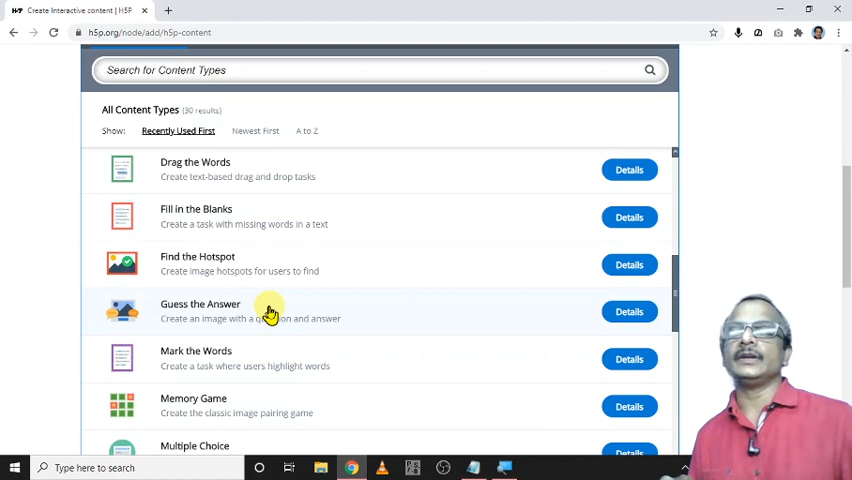 H-P Create Interactive content | H5P
h5p.org/node/add/h5p-content
Search for Content Types
All Content Types (30 results)
Show: Recently Used First Newest First A to Z
Drag the Words
Create text-based drag and drop tasks
Details
Fill in the Blanks
Create a task with missing words in a text
Details
Find the Hotspot
Create image hotspots for users to find
Details
Guess the Answer
Create an image with a and answer
Details
Mark the Words
Create a task where users highlight words
Details
Memory Game
Create the classic image pairing game
Details
Multiple Choice
Details
Type here to search